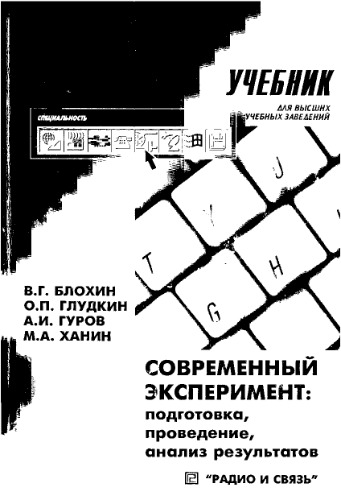 УЧЕБНИК
ДЛЯ ВЫСШИХ
УЧЕБНЫХ ЗАВЕДЕНИЙ
СПЕЦИАЛЬНОСТЬ
Y J
T G H
В.Г. БЛОХИН
О.П. ГЛУДКИН
А.И. ГУРОВ
М.А. ХАНИН
СОВРЕМЕННЫЙ
ЭКСПЕРИМЕНТ:
подготовка,
проведение,
анализ результатов
"РАДИО И СВЯЗЬ"